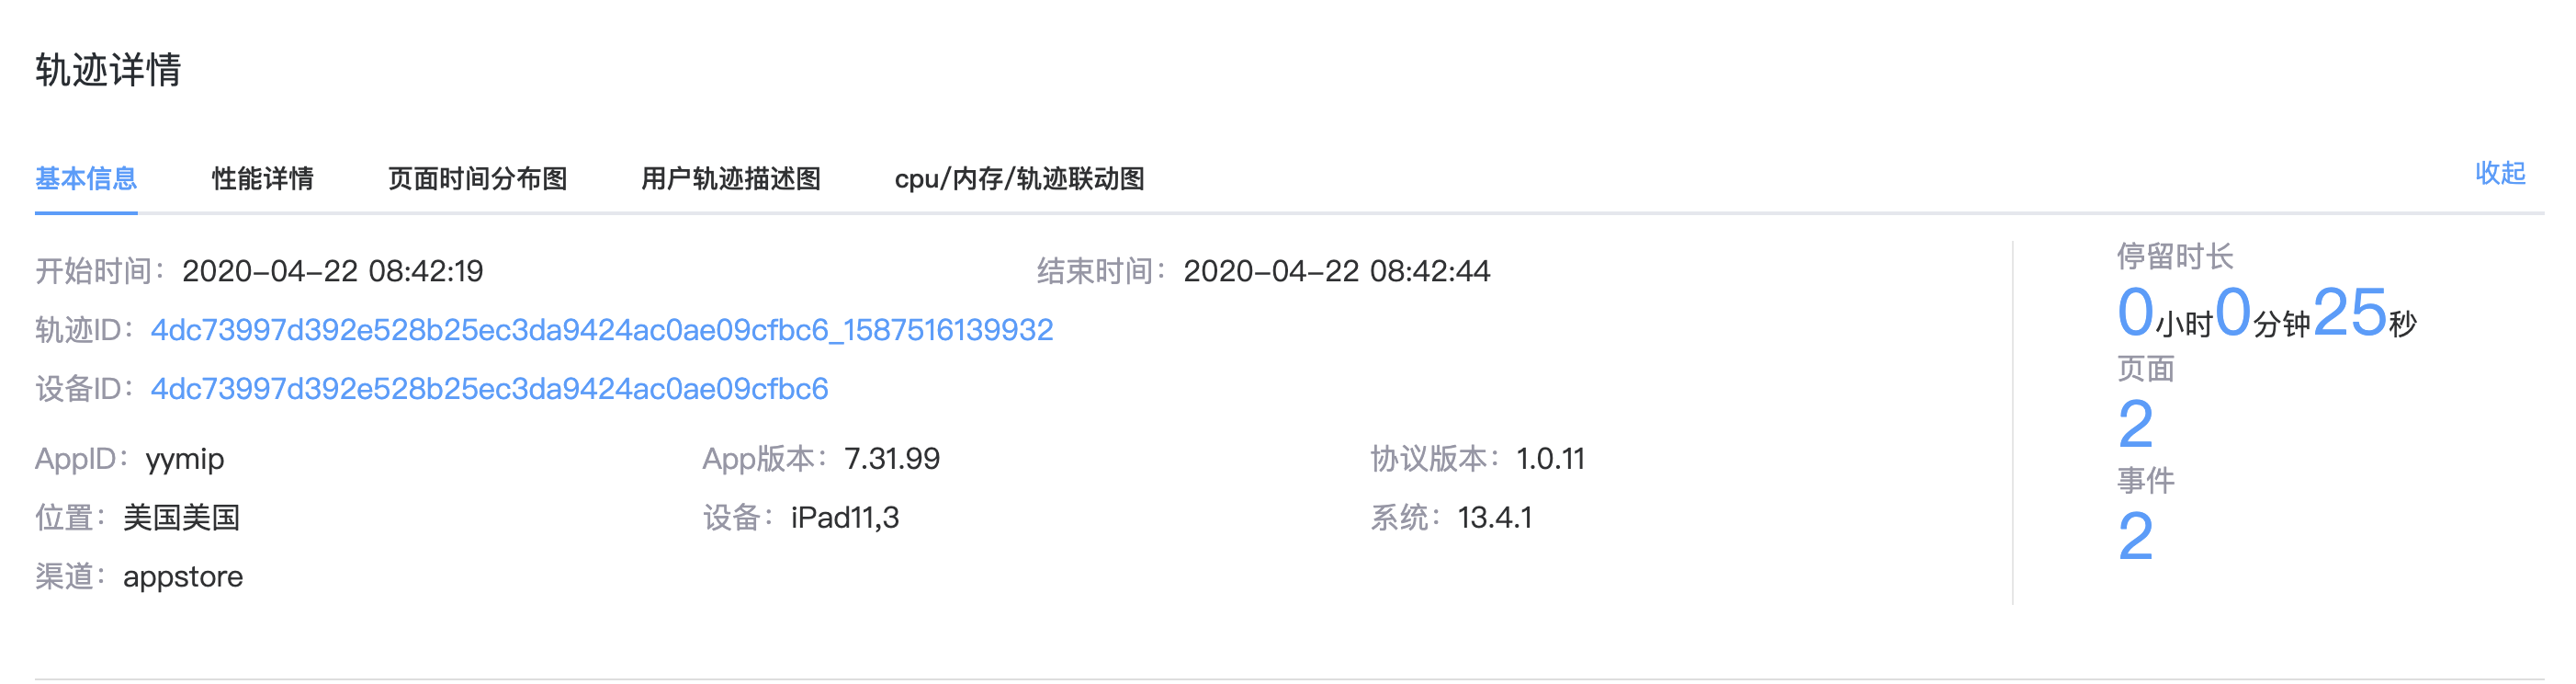 轨迹详情
基本信息 性能详情 页面时间分布图 用户轨迹描述图 cpu/内存/轨迹联动图 收起
开始时间：2020-04-22 08:42:19 结束时间：2020-04-22 08:42:44
轨迹ID：4dc73997d392e528b25ec3da9424ac0ae09cfbc6_1587516139932
设备ID：4dc73997d392e528b25ec3da9424ac0ae09cfbc6
AppID：yymip App版本：7.31.99 协议版本：1.0.11
位置：美国美国 设备：iPad11,3 系统：13.4.1
渠道：appstore
停留时长
0小时0分钟25秒
页面
2
事件
2